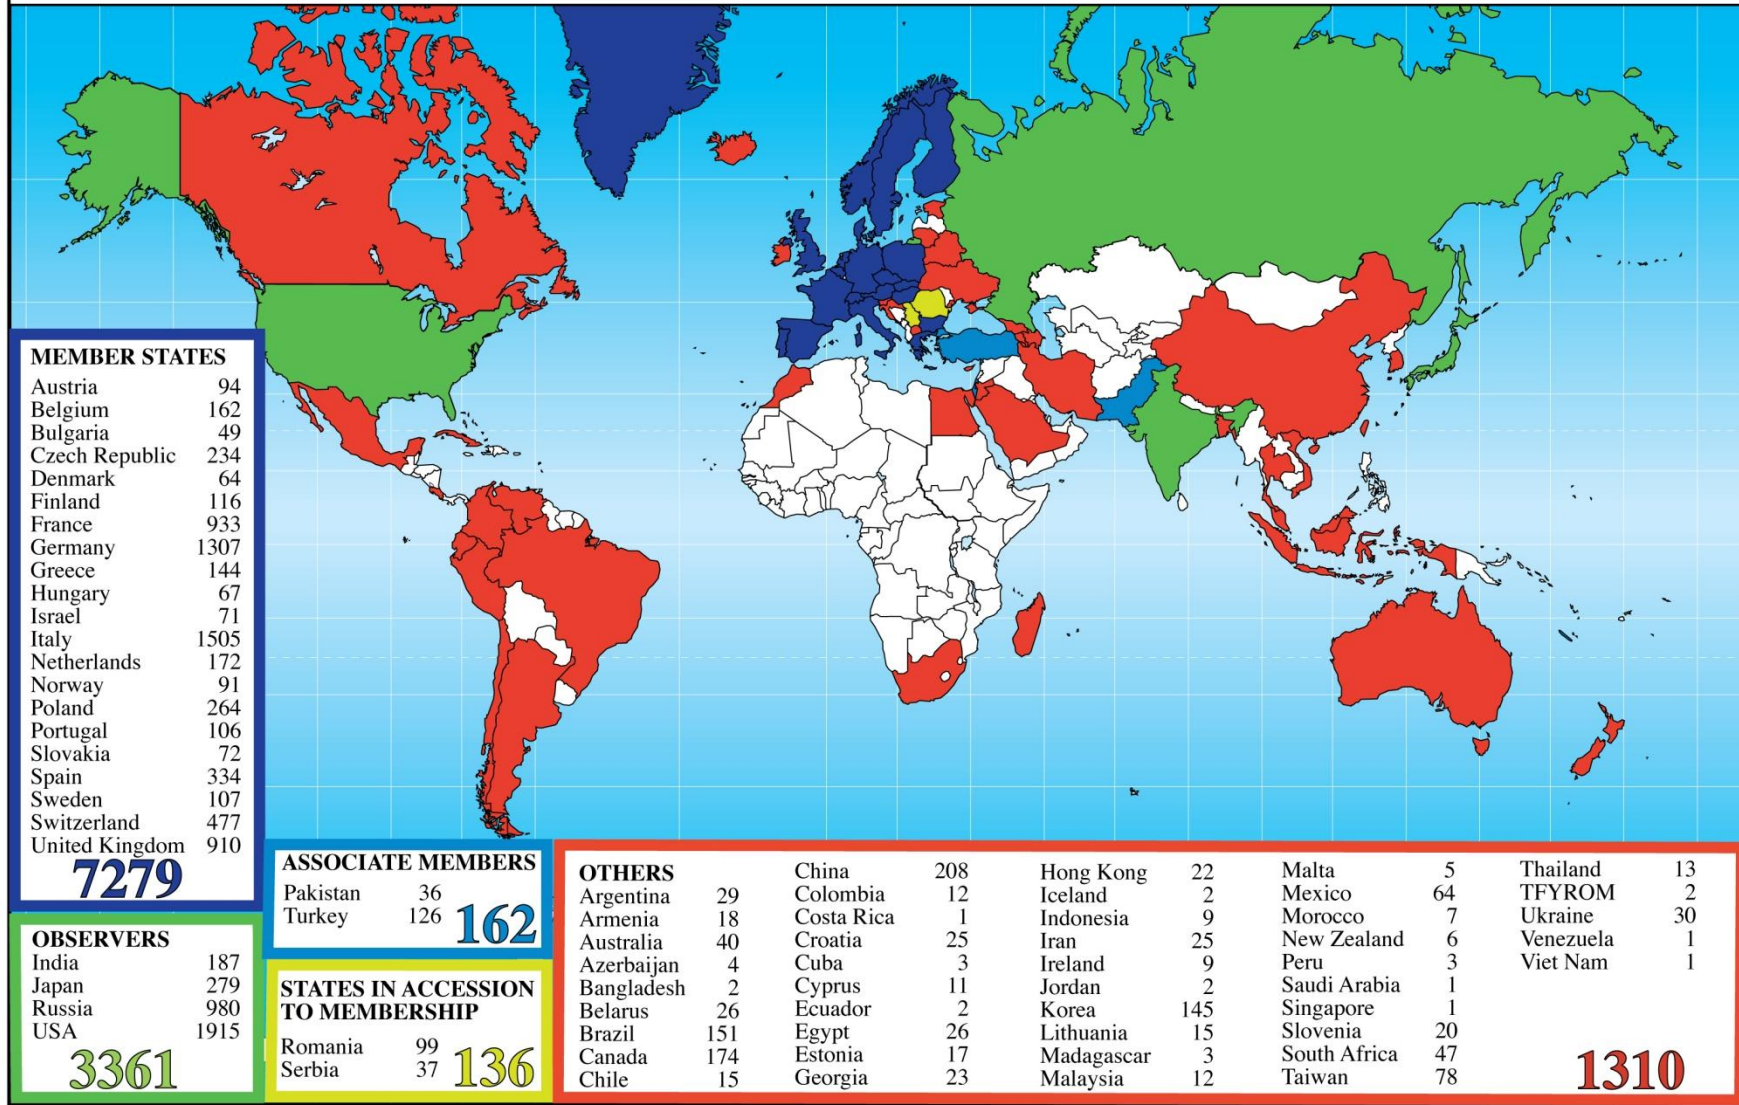 MEMBER STATES
Austria 94
Belgium 162
Bulgaria 49
Czech Republic 234
Denmark 64
Finland 116
France 933
Germany 1307
Greece 144
Hungary 67
Israel 71
Italy 1505
Netherlands 172
Norway 91
Poland 264
Portugal 106
Slovakia 72
Spain 334
Sweden 107
Switzerland 477
United Kingdom 910
7279
OBSERVERS
India 187
Japan 279
Russia 980
USA 1915
3361
ASSOCIATE MEMBERS
Pakistan 36
Turkey 126
162
STATES IN ACCESSION
TO MEMBERSHIP
Romania 99
Serbia 37
136
OTHERS
Argentina 29
Armenia 18
Australia 40
Azerbaijan 4
Bangladesh 2
Belarus 26
Brazil 151
Canada 174
Chile 15
China 208
Colombia 12
Costa Rica 1
Croatia 25
Cuba 3
Cyprus 11
Ecuador 2
Egypt 26
Estonia 17
Georgia 23
Hong Kong 22
Iceland 2
Indonesia 9
Iran 25
Ireland 9
Jordan 2
Korea 145
Lithuania 15
Madagascar 3
Malaysia 12
Malta 5
Mexico 64
Morocco 7
New Zealand 6
Peru 3
Saudi Arabia 1
Singapore 1
Slovenia 20
South Africa 47
Taiwan 78
Thailand 13
TFYROM 2
Ukraine 30
Venezuela 1
Viet Nam 1
1310